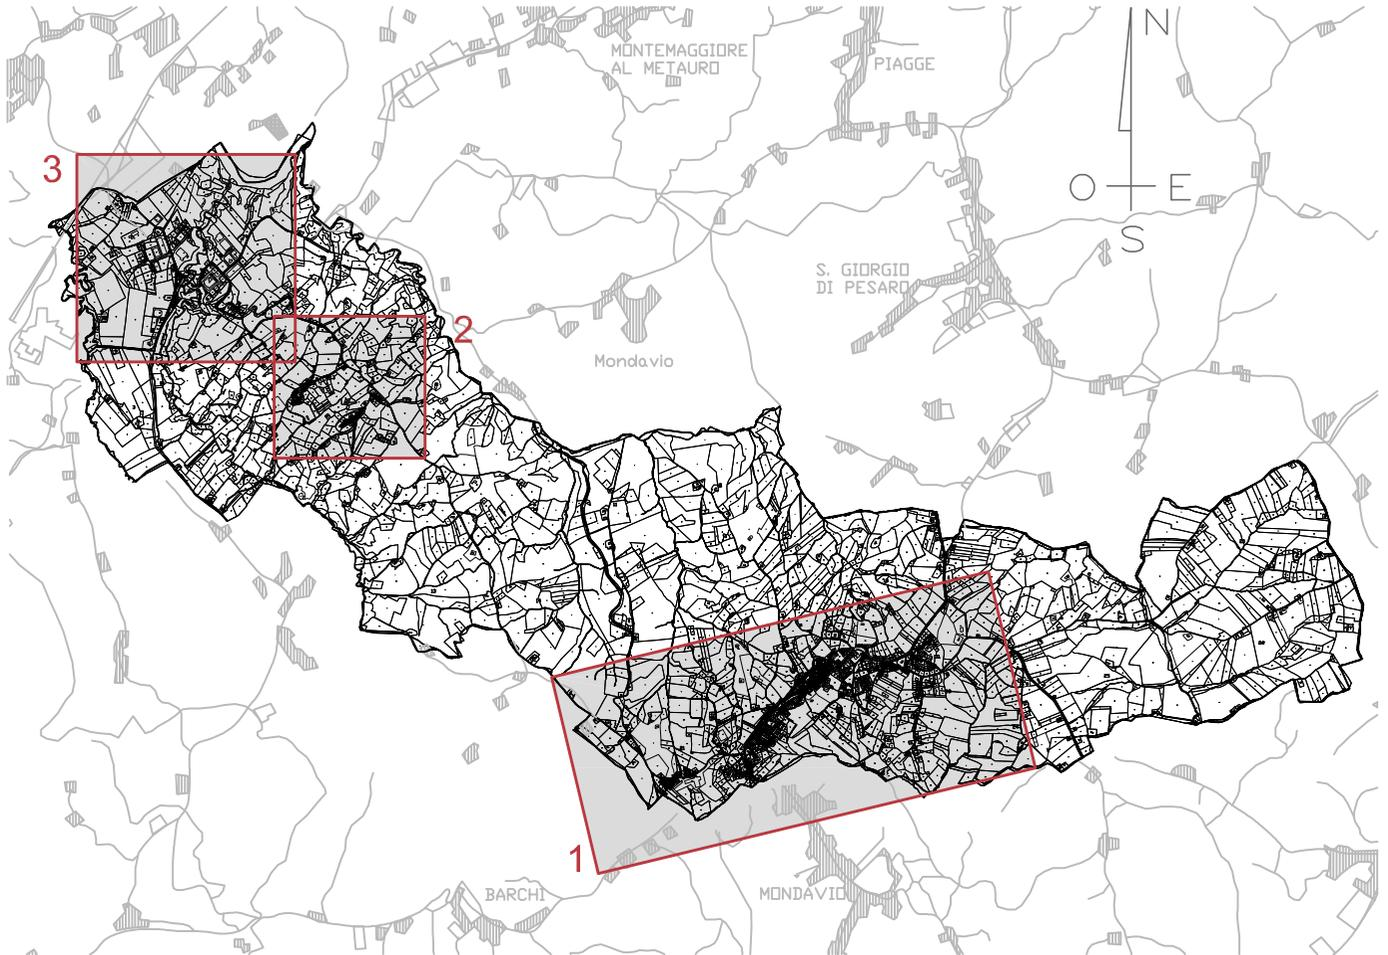 N
MONTEMAGGIORE
AL METAURO
PIAGGE
3
O E
S
S. GIORGIO
DI PESARO
2
Mondavio
1
BARCHI
MONDAVIO